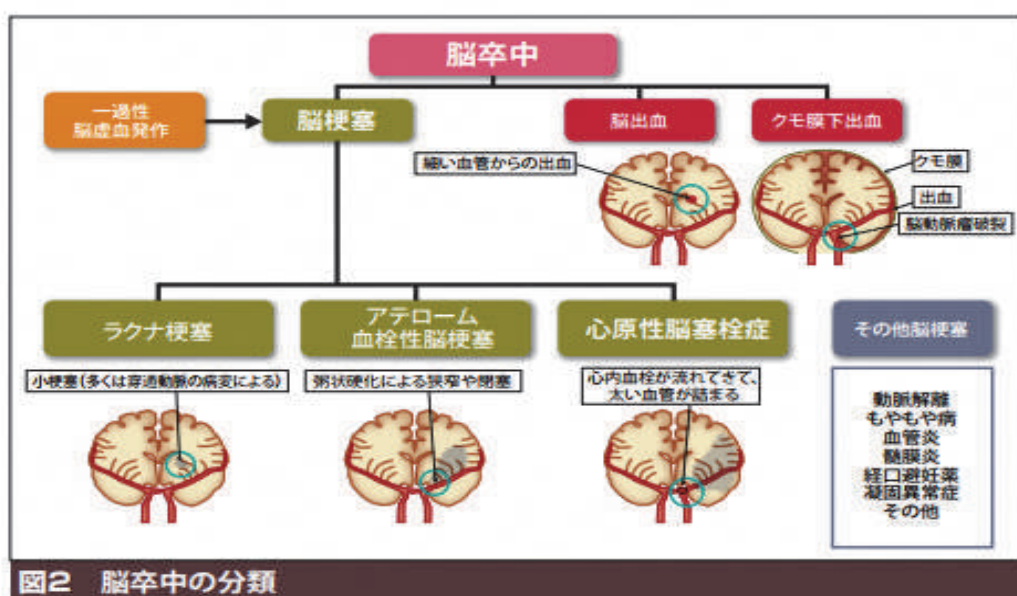 脳卒中
一過性
脳虚血発作
脳梗塞
脳出血
クモ膜下出血
細い血管からの出血
クモ膜
出血
脳動脈瘤破裂
ラクナ梗塞
アテローム
血栓性脳梗塞
心原性脳塞栓症
その他脳梗塞
小梗塞(多くは穿通動脈の病変による)
粥状硬化による狭窄や閉塞
心内血栓が流れてきて、
太い血管が詰まる
動脈解離
もやもや病
血管炎
髄膜炎
経口避妊薬
凝固異常症
その他
図2 脳卒中の分類